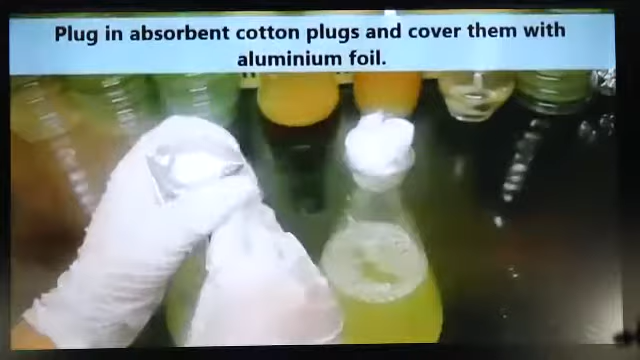 Plug in absorbent cotton plugs and cover them with
aluminium foil.